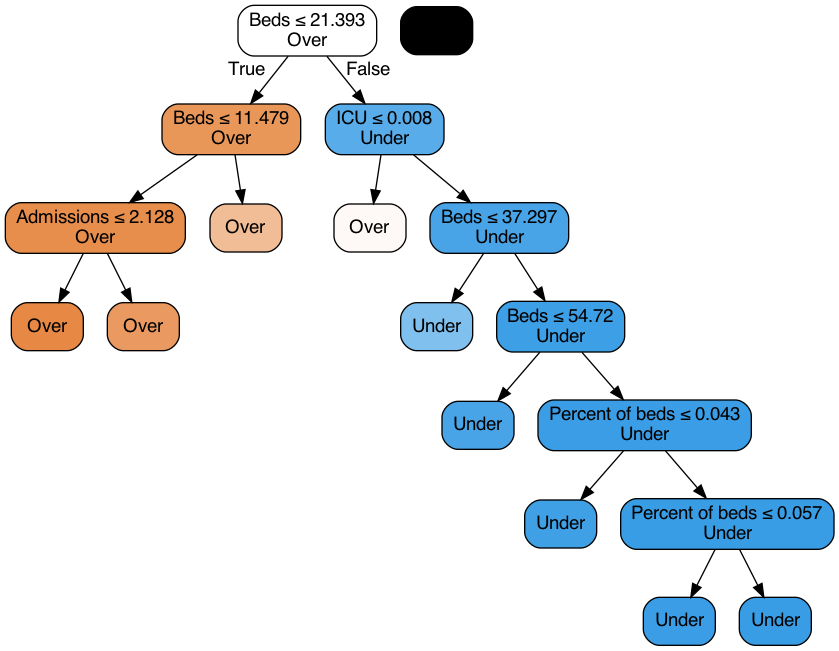 Beds ≤ 21.393
Over
True
False
Beds ≤ 11.479
Over
ICU ≤ 0.008
Under
Admissions ≤ 2.128
Over
Over
Over
Beds ≤ 37.297
Under
Over
Over
Under
Beds ≤ 54.72
Under
Under
Percent of beds ≤ 0.043
Under
Under
Percent of beds ≤ 0.057
Under
Under
Under